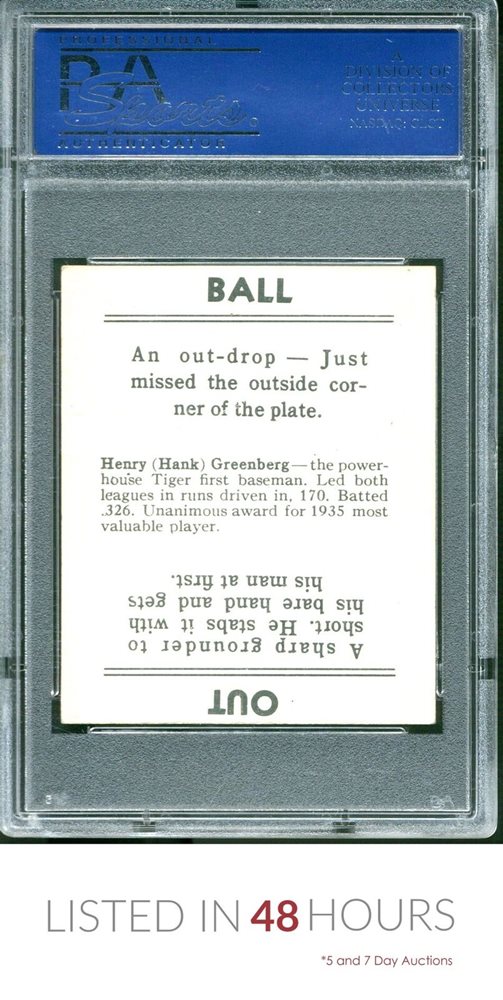 PROFESSIONAL
PSA
Sports
AUTHENTICATOR
A
DIVISION OF
COLLECTORS
UNIVERSE
NASDAQ: CLCT
BALL
An out-drop — Just
missed the outside cor-
ner of the plate.
Henry (Hank) Greenberg—the power-
house Tiger first baseman. Led both
leagues in runs driven in, 170. Batted
.326. Unanimous award for 1935 most
valuable player.
OUT
A sharp grounder to
short. He stabs it with
his bare hand and gets
his man at first.
LISTED IN 48 HOURS
*5 and 7 Day Auctions